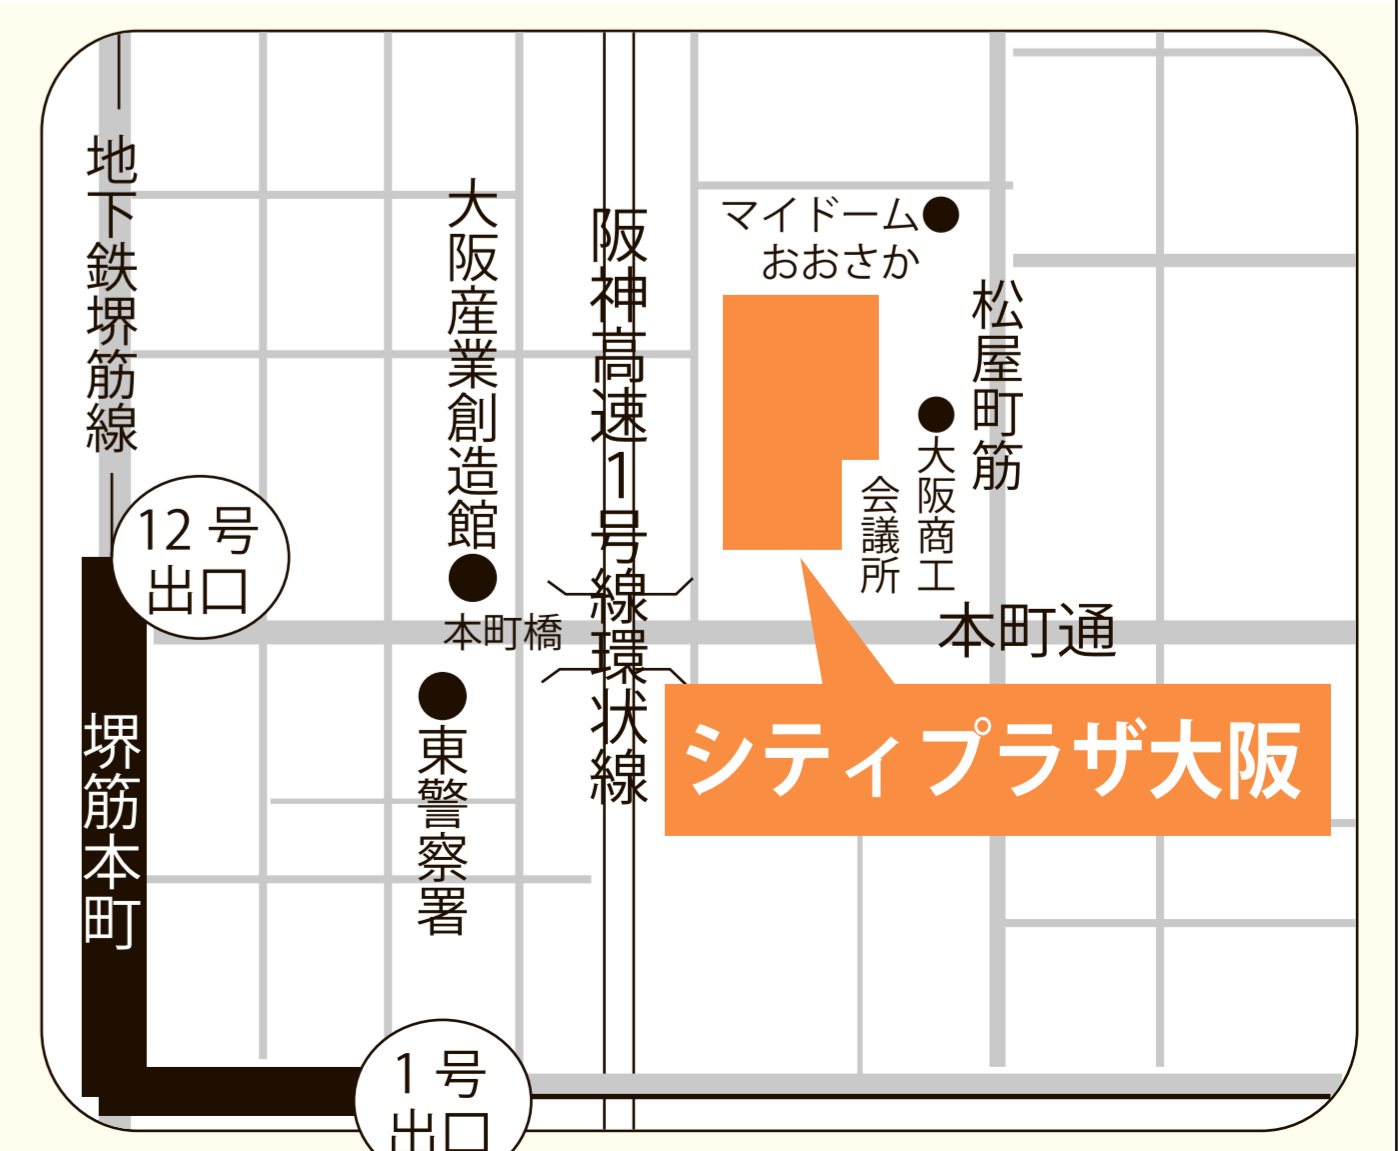 地下鉄堺筋線
12号
出口
堺筋本町
大阪産業創造館
本町橋
東警察署
1号
出口
阪神高速1号線環状線
マイドーム
おおさか
松屋町筋
大阪商工
会議所
本町通
シティプラザ大阪